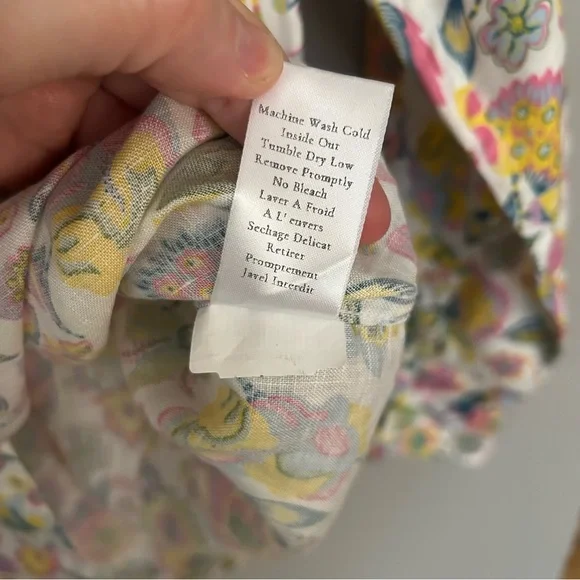 Machine Wash Cold
Inside Out
Tumble Dry Low
Remove Promptly
No Bleach
Laver A Froid
A L' envers
Sechage Delicat
Retirer
Promprement
Javel Interdit